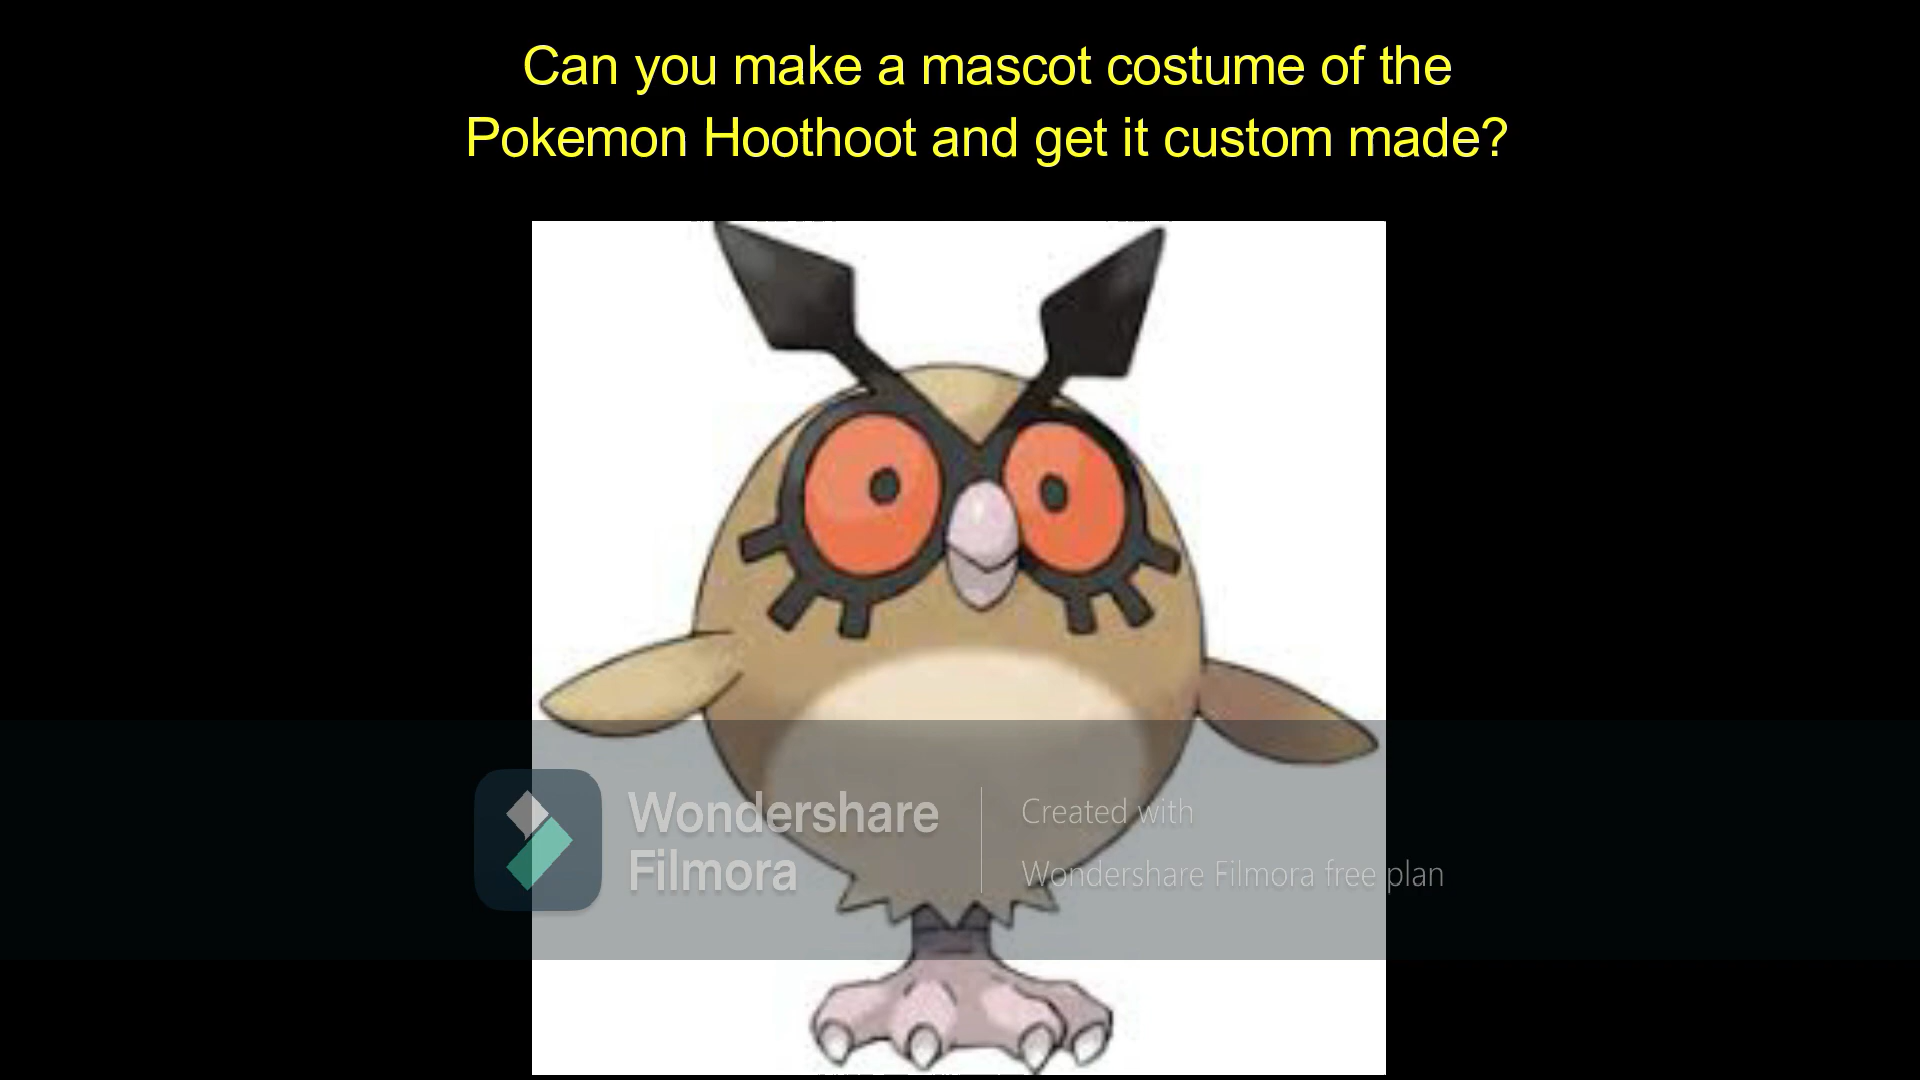 Can you make a mascot costume of the
Pokemon Hoothoot and get it custom made?
Wondershare
Filmora
Created with
Wondershare Filmora free plan